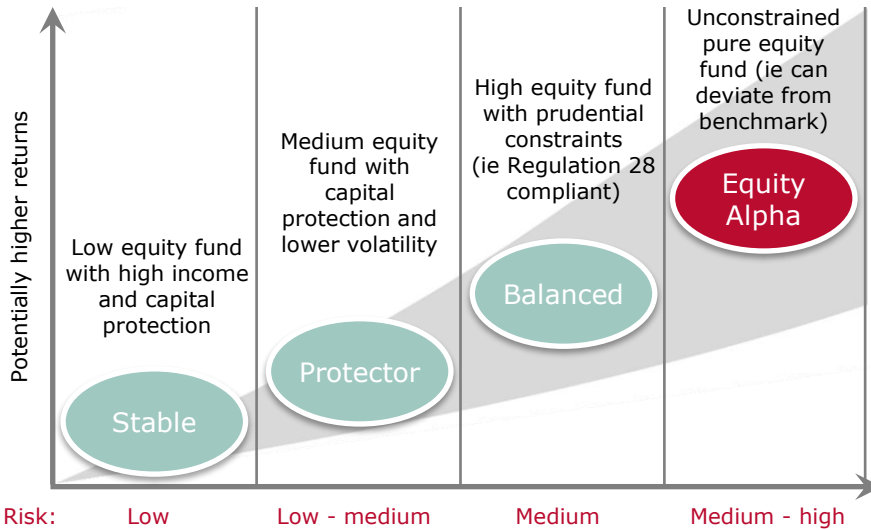 Potentially higher returns
Low equity fund
with high income
and capital
protection
Stable
Medium equity
fund with
capital
protection and
lower volatility
Protector
High equity fund
with prudential
constraints
(ie Regulation 28
compliant)
Balanced
Unconstrained
pure equity
fund (ie can
deviate from
benchmark)
Equity
Alpha
Risk: Low Low - medium Medium Medium - high